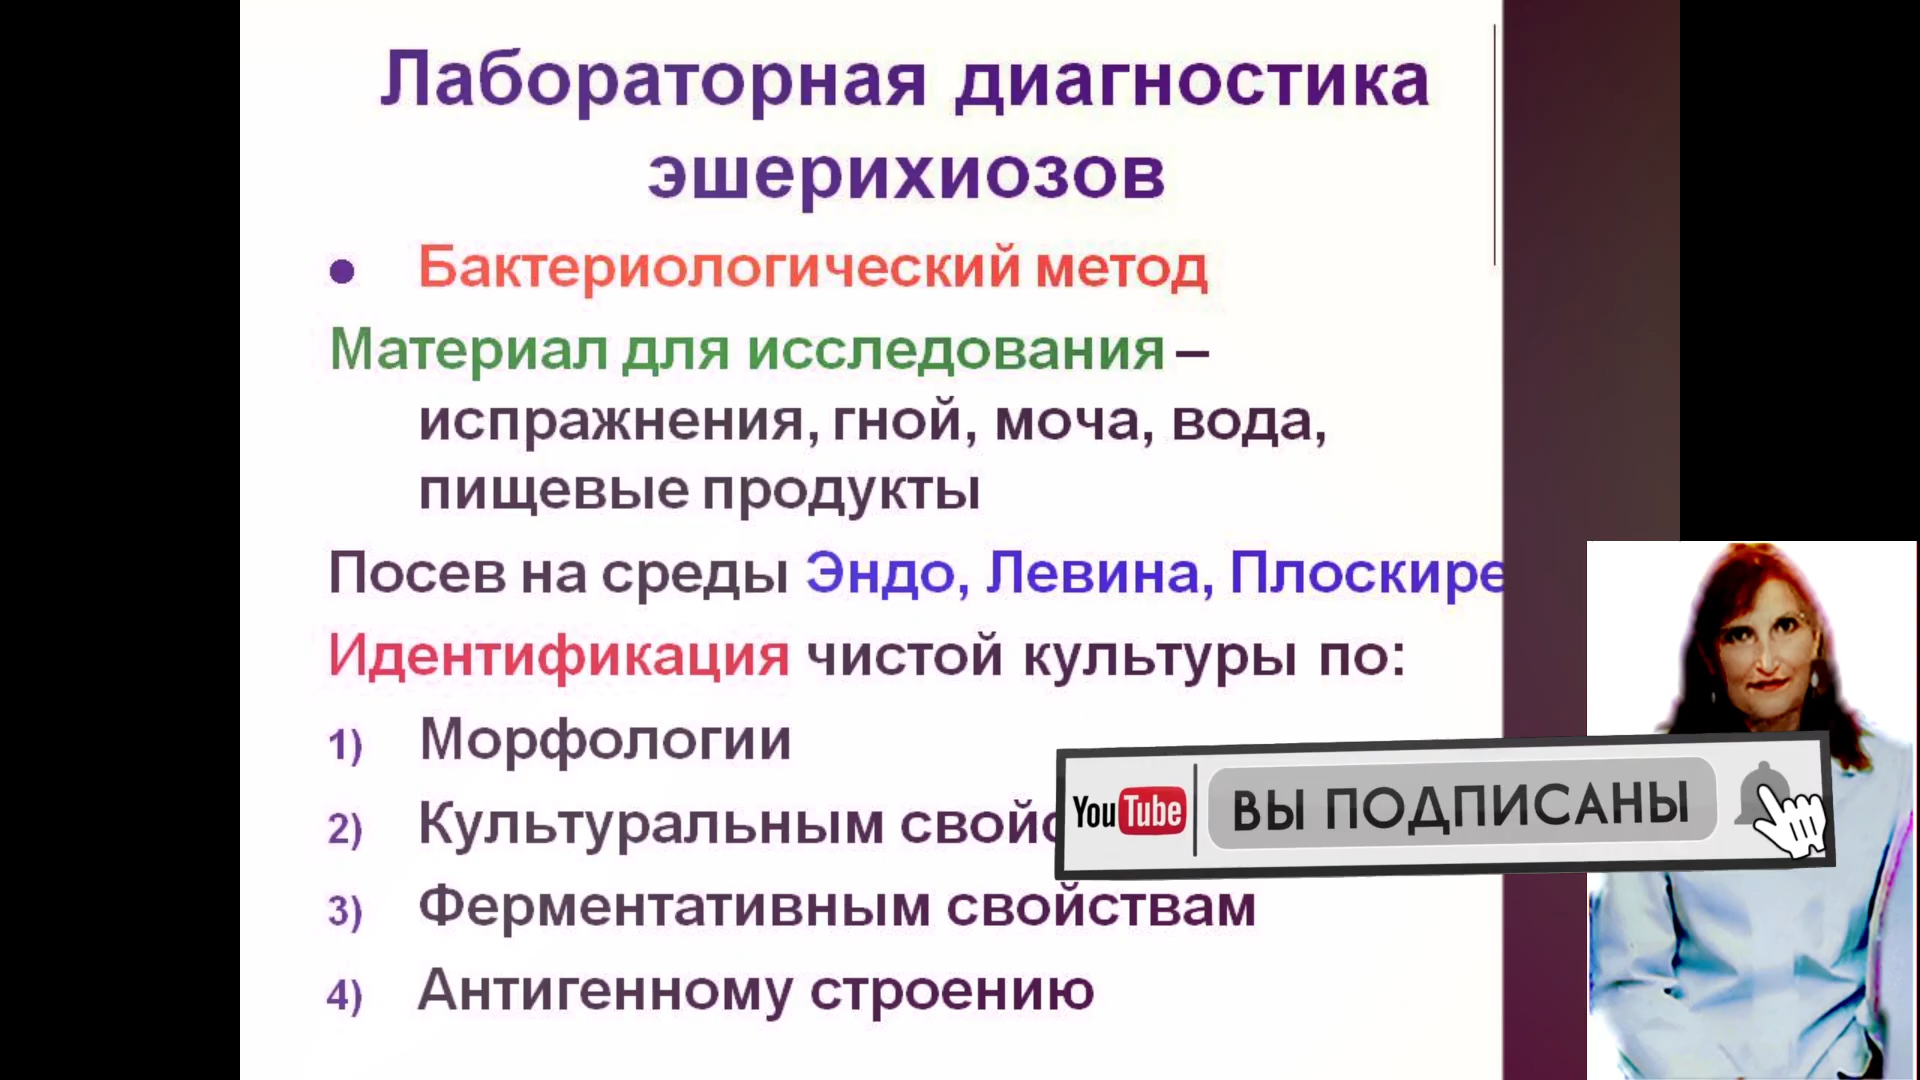 Лабораторная диагностика
эшерихиозов
• Бактериологический метод
Материал для исследования –
испражнения, гной, моча, вода,
пищевые продукты
Посев на среды Эндо, Левина, Плоскире
Идентификация чистой культуры по:
1) Морфологии
2) Культуральным
3) Ферментативным свойствам
4) Антигенному строению
YouTube ВЫ ПОДПИСАНЫ